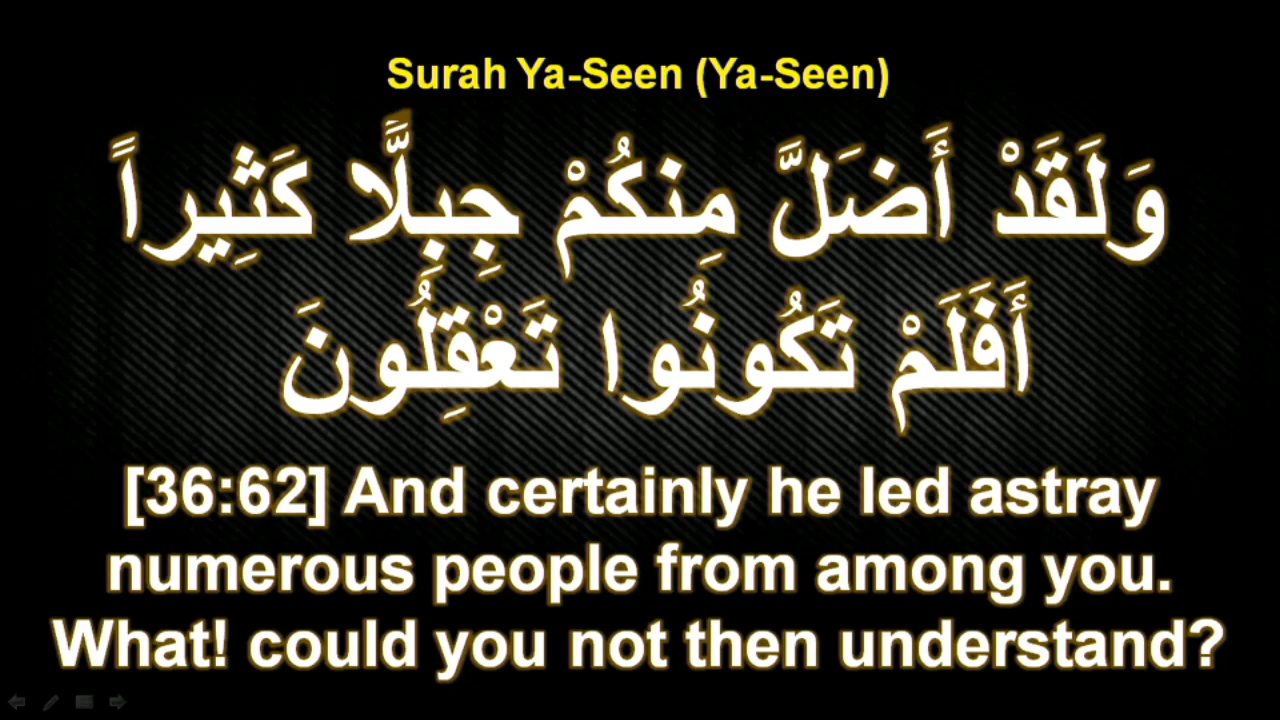 Surah Ya-Seen (Ya-Seen)
وَلَقَدْ أَضَلَّ مِنكُمْ جِبِلًّا كَثِيراً
أَفَلَمْ تَكُونُوا تَعْقِلُونَ
[36:62] And certainly he led astray
numerous people from among you.
What! could you not then understand?